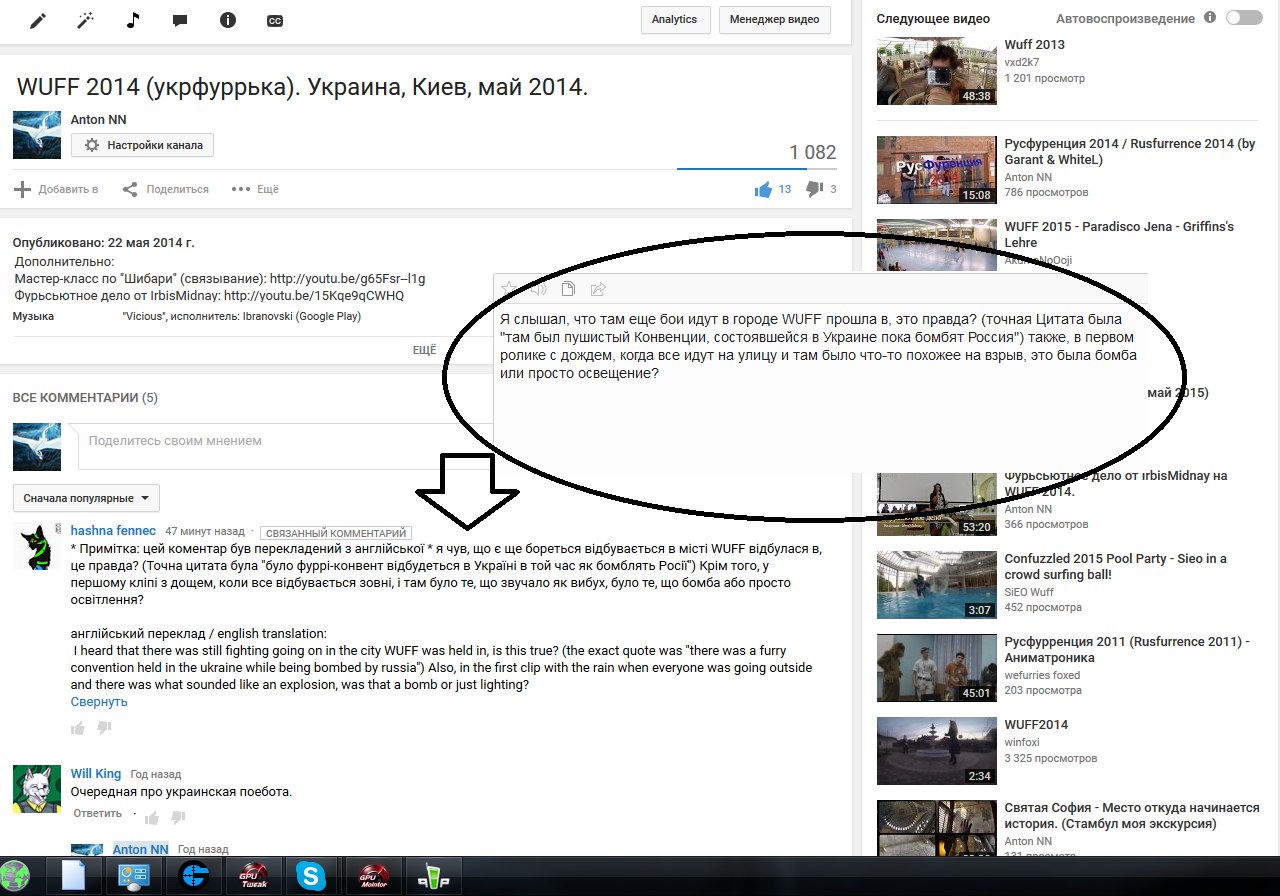 Analytics
Менеджер видео
WUFF 2014 (укрфуррька). Украина, Киев, май 2014.
Anton NN
Настройки канала
1 082
Добавить в
Поделиться
Ещё
13
3
Опубликовано: 22 мая 2014 г.
Дополнительно:
Мастер-класс по "Шибари" (связывание): http://youtu.be/g65Fsr--l1g
Фурсьютное дело от IrbisMidnay: http://youtu.be/15Kqe9qCWHQ
Музыка
"Vicious", исполнитель: Ibranovski (Google Play)
ЕЩЁ
Я слышал, что там еще бои идут в городе WUFF прошла в, это правда? (точная Цитата была
"там был пушистый Конвенции, состоявшейся в Украине пока бомбят Россия") также, в первом
ролике с дождем, когда все идут на улицу и там было что-то похожее на взрыв, это была бомба
или просто освещение?
ВСЕ КОММЕНТАРИИ (5)
Поделитесь своим мнением
Сначала популярные
hashna fennec 47 минут назад · СВЯЗАННЫЙ КОММЕНТАРИЙ
* Примітка: цей коментар був перекладений з англійської * я чув, що є ще бореться відбувається в місті WUFF відбулася в,
це правда? (Точна цитата була "було фуррі-конвент відбудеться в Україні в той час як бомблять Росії") Крім того, у
першому кліпі з дощем, коли все відбувається зовні, і там було те, що звучало як вибух, було те, що бомба або просто
освітлення?
англійський переклад / english translation:
I heard that there was still fighting going on in the city WUFF was held in, is this true? (the exact quote was "there was a furry
convention held in the ukraine while being bombed by russia") Also, in the first clip with the rain when everyone was going outside
and there was what sounded like an explosion, was that a bomb or just lighting?
Свернуть
Will King Год назад
Очередная про украинская поебота.
Ответить ·
Anton NN Год назад
Следующее видео
Автовоспроизведение
Wuff 2013
vxd2k7
1 201 просмотр
48:38
Русфуренция 2014 / Rusfurrence 2014 (by
Garant & WhiteL)
Anton NN
786 просмотров
РусФуренция
15:08
WUFF 2015 - Paradisco Jena - Griffins's
Lehre
AkumoNoOoji
май 2015)
Фурьсьютное дело от IrbisMidnay на
WUFF 2014.
Anton NN
366 просмотров
53:20
Confuzzled 2015 Pool Party - Sieo in a
crowd surfing ball!
SiEO Wuff
452 просмотра
3:07
Русфурренция 2011 (Rusfurrence 2011) -
Аниматроника
wefurries foxed
203 просмотра
45:01
WUFF2014
winfoxi
3 325 просмотров
2:34
Святая София - Место откуда начинается
история. (Стамбул моя экскурсия)
Anton NN
131 просмотр
GPU Tweak
GPU Mointor